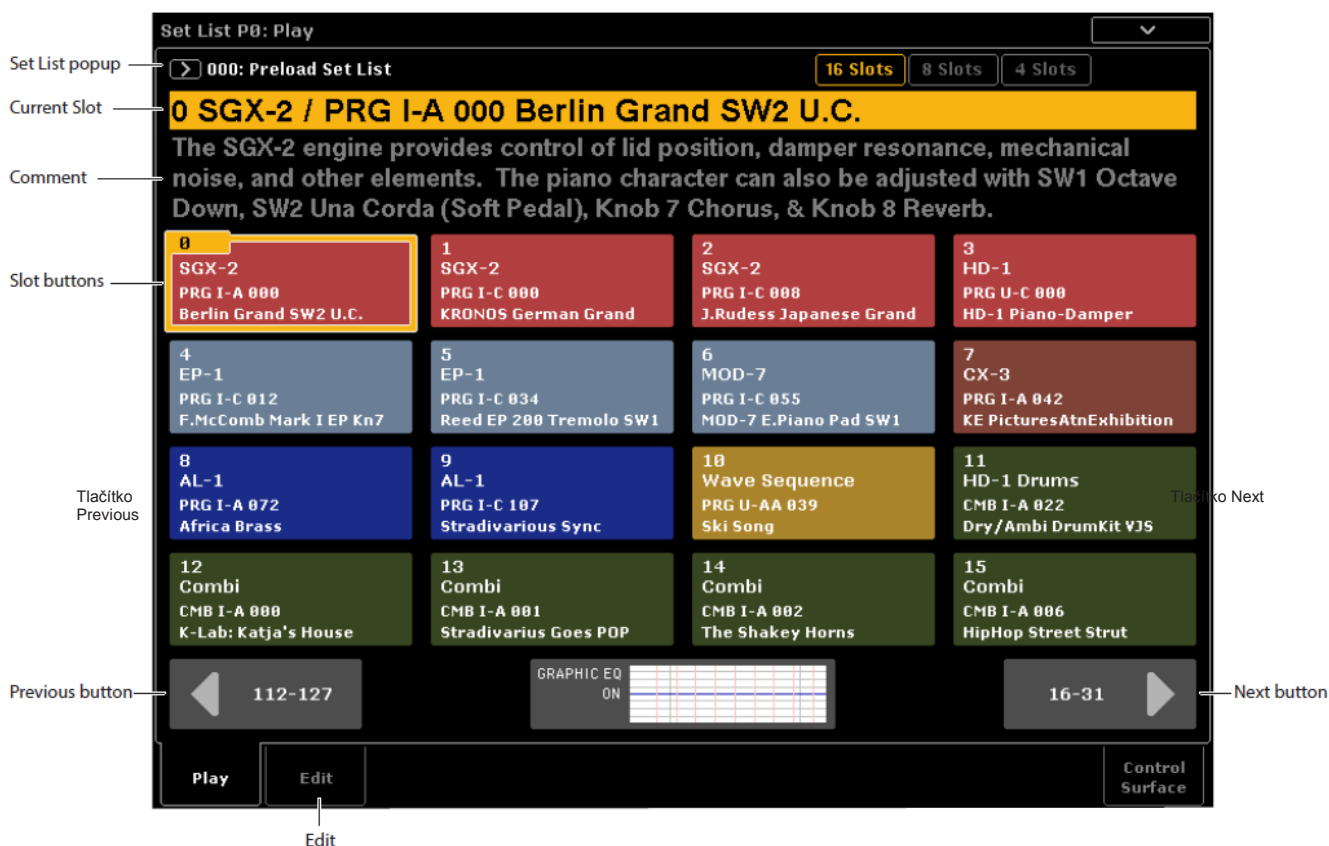 Set List P0: Play
Set List popup
000: Preload Set List
16 Slots
8 Slots
4 Slots
Current Slot
0 SGX-2 / PRG I-A 000 Berlin Grand SW2 U.C.
The SGX-2 engine provides control of lid position, damper resonance, mechanical
Comment
noise, and other elements. The piano character can also be adjusted with SW1 Octave
Down, SW2 Una Corda (Soft Pedal), Knob 7 Chorus, & Knob 8 Reverb.
Slot buttons
0
SGX-2
PRG I-A 000
Berlin Grand SW2 U.C.
1
SGX-2
PRG I-C 000
KRONOS German Grand
2
SGX-2
PRG I-C 008
J.Rudess Japanese Grand
3
HD-1
PRG U-C 000
HD-1 Piano-Damper
4
EP-1
PRG I-C 012
F.McComb Mark I EP Kn7
5
EP-1
PRG I-C 034
Reed EP 200 Tremolo SW1
6
MOD-7
PRG I-C 055
MOD-7 E.Piano Pad SW1
7
CX-3
PRG I-A 042
KE PicturesAtnExhibition
Tlačítko
Previous
8
AL-1
PRG I-A 072
Africa Brass
9
AL-1
PRG I-C 107
Stradivarious Sync
10
Wave Sequence
PRG U-AA 039
Ski Song
11
HD-1 Drums
CMB I-A 022
Dry/Ambi DrumKit VJS
Tlačítko Next
12
Combi
CMB I-A 000
K-Lab: Katja's House
13
Combi
CMB I-A 001
Stradivarius Goes POP
14
Combi
CMB I-A 002
The Shakey Horns
15
Combi
CMB I-A 006
HipHop Street Strut
Previous button
112-127
GRAPHIC EQ
ON
16-31
Next button
Play
Edit
Control
Surface
Edit